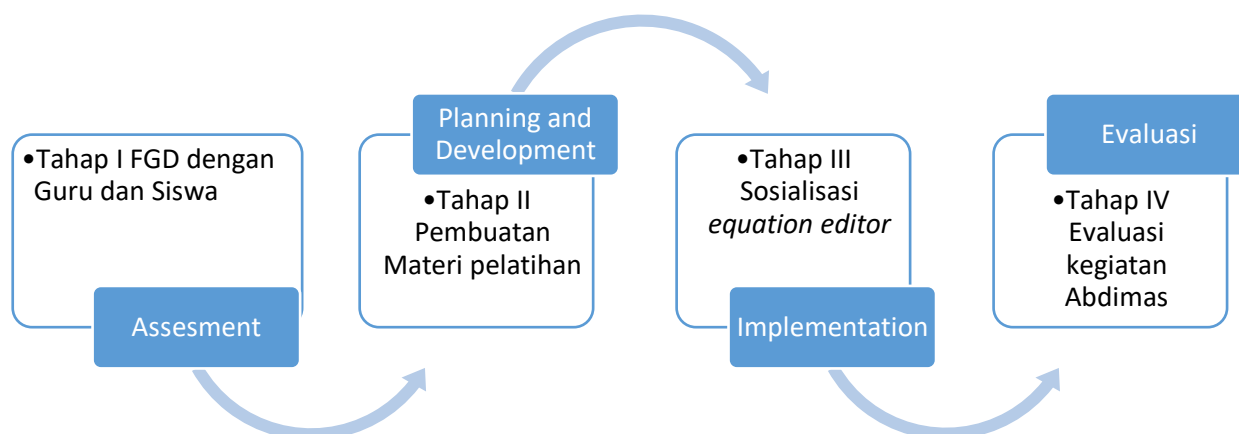 •Tahap I FGD dengan
Guru dan Siswa
Assesment
Planning and
Development
•Tahap II
Pembuatan
Materi pelatihan
•Tahap III
Sosialisasi
equation editor
Implementation
Evaluasi
•Tahap IV
Evaluasi
kegiatan
Abdimas